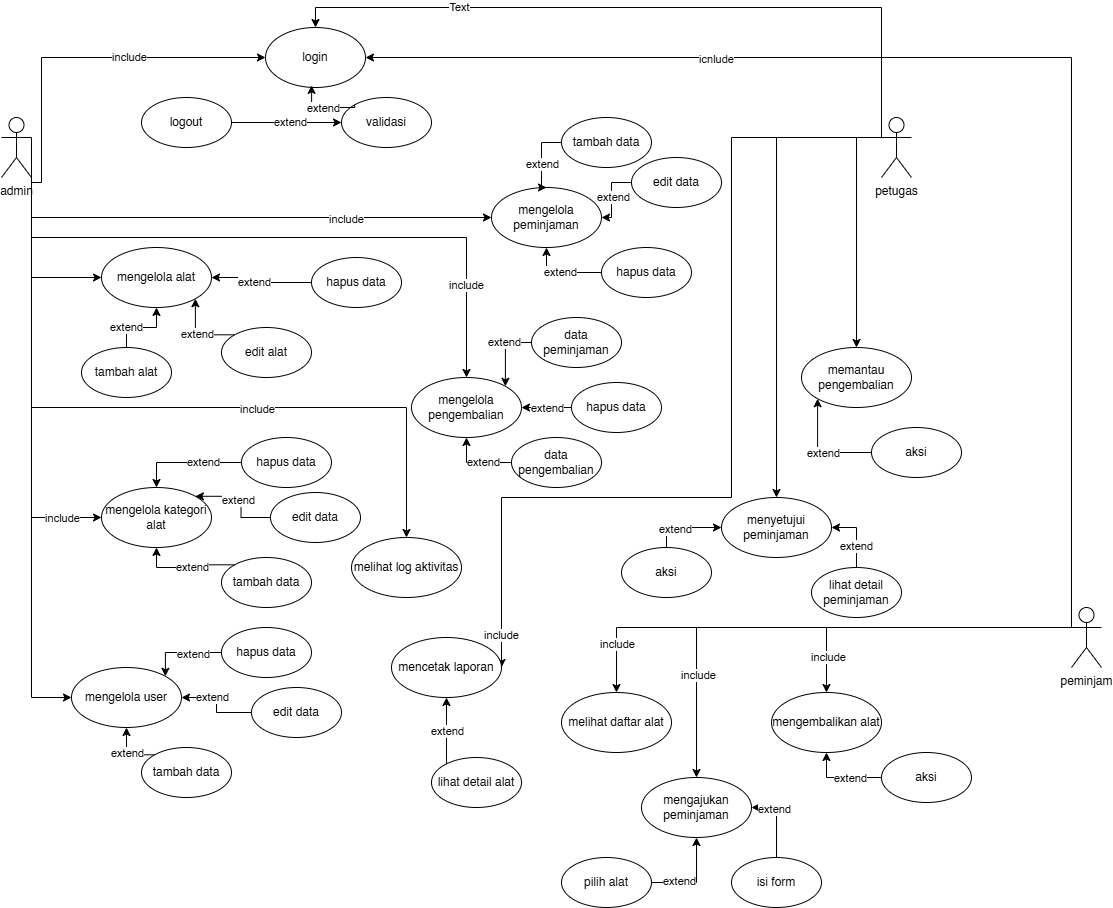 Text
include
login
icnlude
extend
logout
extend
validasi
admin
petugas
tambah data
extend
edit data
extend
include
mengelola
peminjaman
extend
hapus data
mengelola alat
extend
hapus data
include
extend
extend
edit alat
tambah alat
extend
data
peminjaman
mengelola
pengembalian
extend
hapus data
extend
data
pengembalian
memantau
pengembalian
extend
aksi
include
extend
hapus data
extend
edit data
include
mengelola kategori
alat
extend
tambah data
melihat log aktivitas
menyetujui
peminjaman
extend
aksi
extend
lihat detail
peminjaman
include
mencetak laporan
extend
lihat detail alat
extend
hapus data
mengelola user
extend
edit data
extend
tambah data
peminjam
include
include
include
melihat daftar alat
mengembalikan alat
extend
aksi
mengajukan
peminjaman
extend
pilih alat
extend
isi form